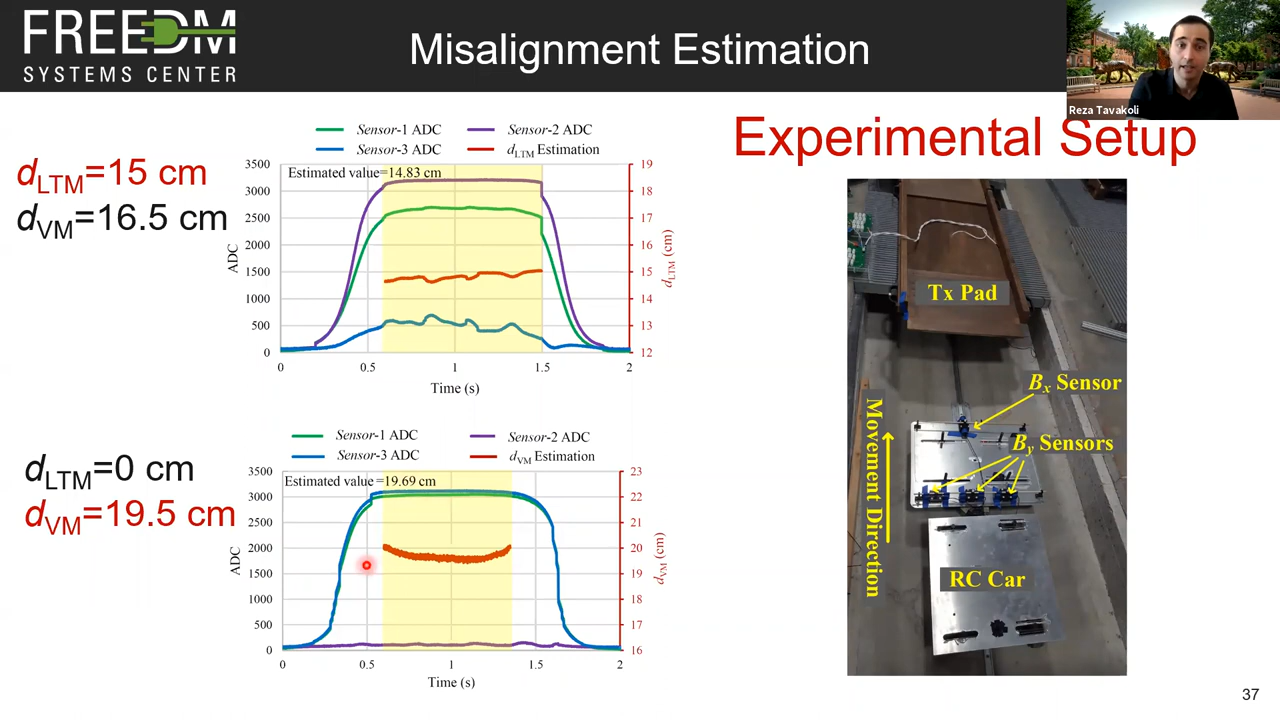 FREEDM
SYSTEMS CENTER
Misalignment Estimation
Reza Tavakoli
Experimental Setup
dLTM=15 cm
dVM=16.5 cm
Sensor-1 ADC
Sensor-2 ADC
Sensor-3 ADC
dLTM Estimation
Estimated value=14.83 cm
3500
3000
2500
2000
1500
1000
500
0
ADC
19
18
17
16
15
14
13
12
dLTM (cm)
0
0.5
1
1.5
2
Time (s)
dLTM=0 cm
dVM=19.5 cm
Sensor-1 ADC
Sensor-2 ADC
Sensor-3 ADC
dVM Estimation
Estimated value =19.69 cm
3500
3000
2500
2000
1500
1000
500
0
ADC
23
22
21
20
19
18
17
16
dVM (cm)
0
0.5
1
1.5
2
Time (s)
Tx Pad
Bx Sensor
By Sensors
Movement Direction
RC Car
37